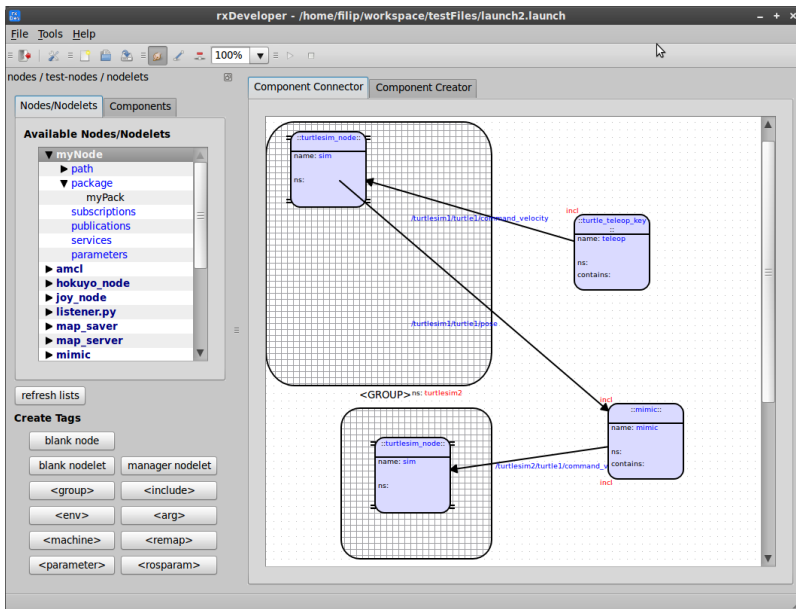 rxDeveloper - /home/filip/workspace/testFiles/launch2.launch
File Tools Help
100%
nodes / test-nodes / nodelets
Nodes/Nodelets Components
Available Nodes/Nodelets
myNode
path
package
myPack
subscriptions
publications
services
parameters
amcl
hokuyo_node
joy_node
listener.py
map_saver
map_server
mimic
refresh lists
Create Tags
blank node
blank nodelet manager nodelet
<group> <include>
<env> <arg>
<machine> <remap>
<parameter> <rosparam>
Component Connector Component Creator
::turtlesim_node::
name: sim
ns:
/turtlesim1/turtle1/command_velocity
incl
::turtle_teleop_key
::
name: teleop
ns:
contains:
/turtlesim1/turtle1/pose
<GROUP> ns: turtlesim2
incl
::mimic::
name: mimic
ns:
contains:
incl
::turtlesim_node::
name: sim
ns:
/turtlesim2/turtle1/command_v